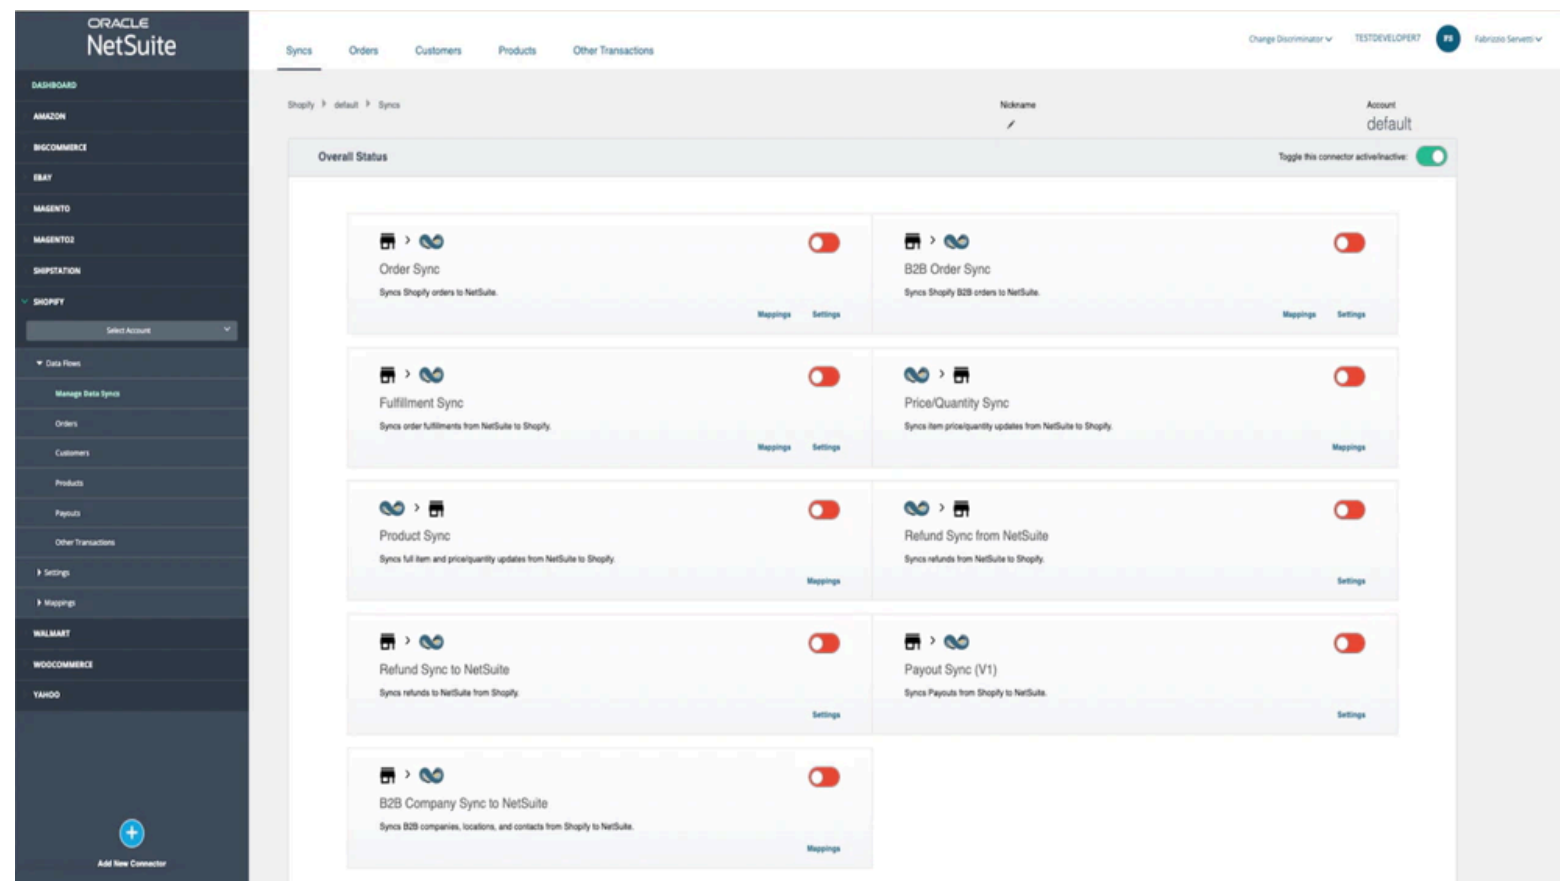 ORACLE
NetSuite
DASHBOARD
AMAZON
BIGCOMMERCE
EBAY
MAGENTO
MAGENTO2
SHIPSTATION
SHOPIFY
Select Account
Data Flows
Manage Data Syncs
Orders
Customers
Products
Payouts
Other Transactions
Settings
Mappings
WALMART
WOOCOMMERCE
YAHOO
Add New Connector
Syncs Orders Customers Products Other Transactions
Change Discriminator TESTDEVELOPER7 FS Fabrizio Servetti
Shopify default Syncs
Nickname
Account
default
Overall Status
Toggle this connector active/inactive:
Order Sync
Syncs Shopify orders to NetSuite.
Mappings Settings
B2B Order Sync
Syncs Shopify B2B orders to NetSuite.
Mappings Settings
Fulfillment Sync
Syncs order fulfillments from NetSuite to Shopify.
Mappings Settings
Price/Quantity Sync
Syncs item price/quantity updates from NetSuite to Shopify.
Mappings
Product Sync
Syncs full item and price/quantity updates from NetSuite to Shopify.
Mappings
Refund Sync from NetSuite
Syncs refunds from NetSuite to Shopify.
Settings
Refund Sync to NetSuite
Syncs refunds to NetSuite from Shopify.
Settings
Payout Sync (V1)
Syncs Payouts from Shopify to NetSuite.
Settings
B2B Company Sync to NetSuite
Syncs B2B companies, locations, and contacts from Shopify to NetSuite.
Mappings